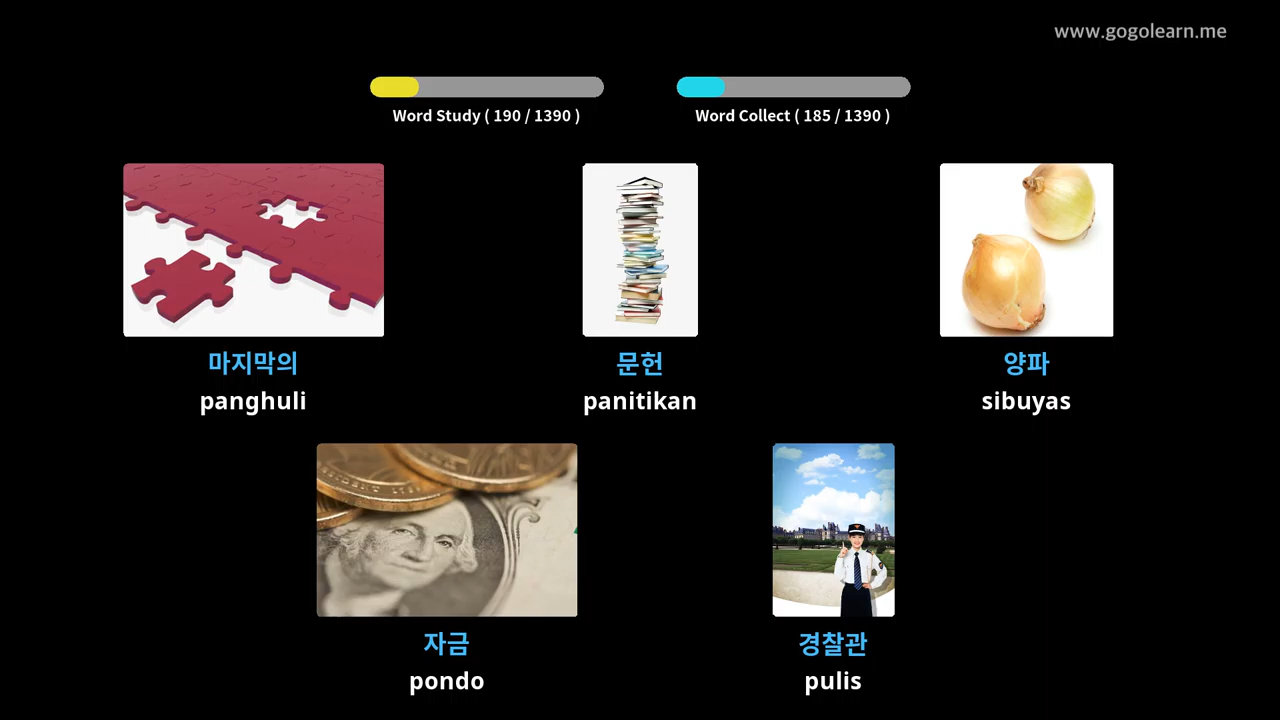 www.gogolearn.me
Word Study ( 190 / 1390 )
Word Collect ( 185 / 1390 )
마지막의
panghuli
문헌
panitikan
양파
sibuyas
자금
pondo
경찰관
pulis